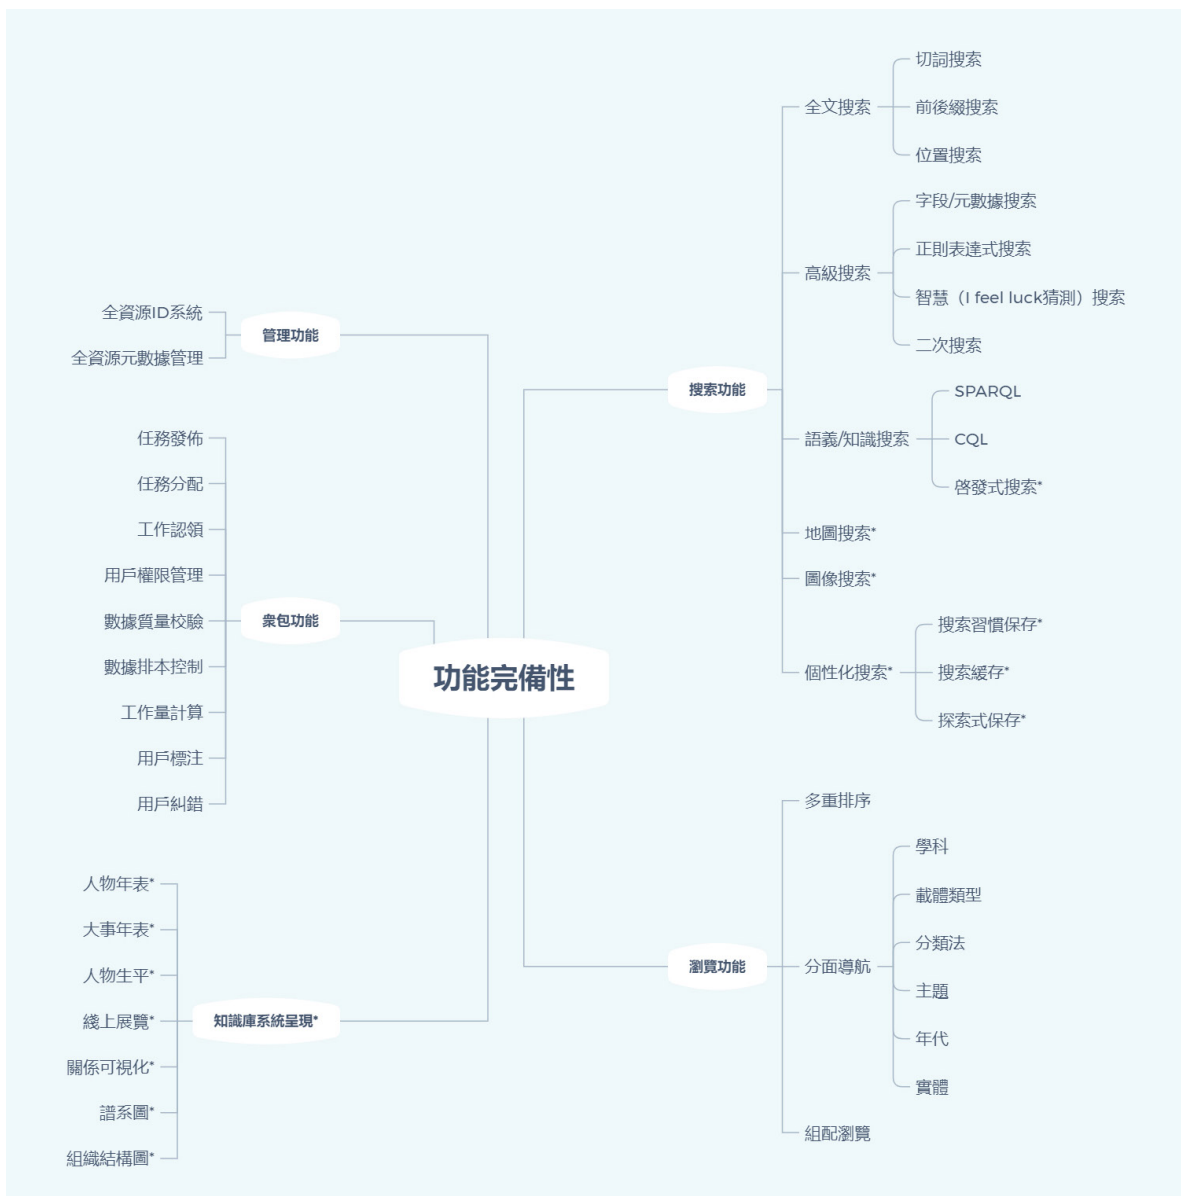 功能完備性
搜索功能
全文搜索
切詞搜索
前後綴搜索
位置搜索
高級搜索
字段/元數據搜索
正則表達式搜索
智慧（I feel luck猜測）搜索
二次搜索
語義/知識搜索
SPARQL
CQL
啓發式搜索*
地圖搜索*
圖像搜索*
個性化搜索*
搜索習慣保存*
搜索緩存*
探索式保存*
瀏覽功能
多重排序
分面導航
學科
載體類型
分類法
主題
年代
實體
組配瀏覽
管理功能
全資源ID系統
全資源元數據管理
衆包功能
任務發佈
任務分配
工作認領
用戶權限管理
數據質量校驗
數據排本控制
工作量計算
用戶標注
用戶糾錯
知識庫系統呈現*
人物年表*
大事年表*
人物生平*
綫上展覽*
關係可視化*
譜系圖*
組織結構圖*